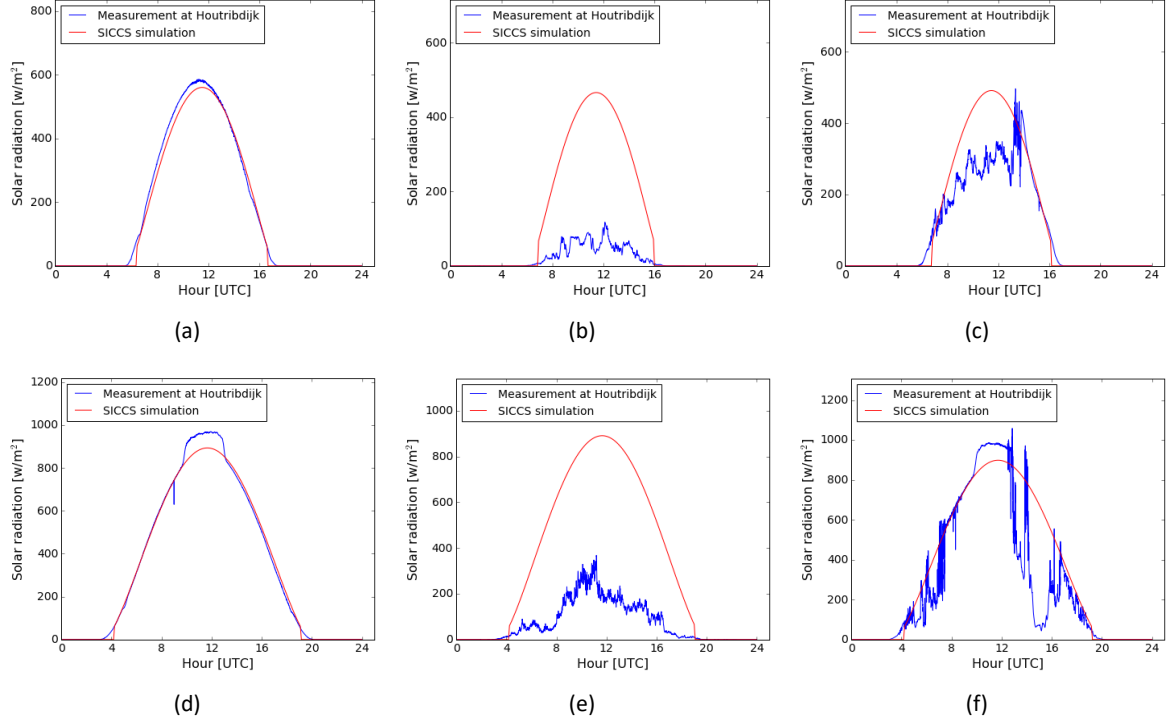 Measurement at Houtribdijk
SICCS simulation
Solar radiation [w/m²]
800
600
400
200
0
0 4 8 12 16 20 24
Hour [UTC]
(a)
Measurement at Houtribdijk
SICCS simulation
Solar radiation [w/m²]
600
400
200
0
0 4 8 12 16 20 24
Hour [UTC]
(b)
Measurement at Houtribdijk
SICCS simulation
Solar radiation [w/m²]
600
400
200
0
0 4 8 12 16 20 24
Hour [UTC]
(c)
Measurement at Houtribdijk
SICCS simulation
Solar radiation [w/m²]
1200
1000
800
600
400
200
0
0 4 8 12 16 20 24
Hour [UTC]
(d)
Measurement at Houtribdijk
SICCS simulation
Solar radiation [w/m²]
1000
800
600
400
200
0
0 4 8 12 16 20 24
Hour [UTC]
(e)
Measurement at Houtribdijk
SICCS simulation
Solar radiation [w/m²]
1200
1000
800
600
400
200
0
0 4 8 12 16 20 24
Hour [UTC]
(f)